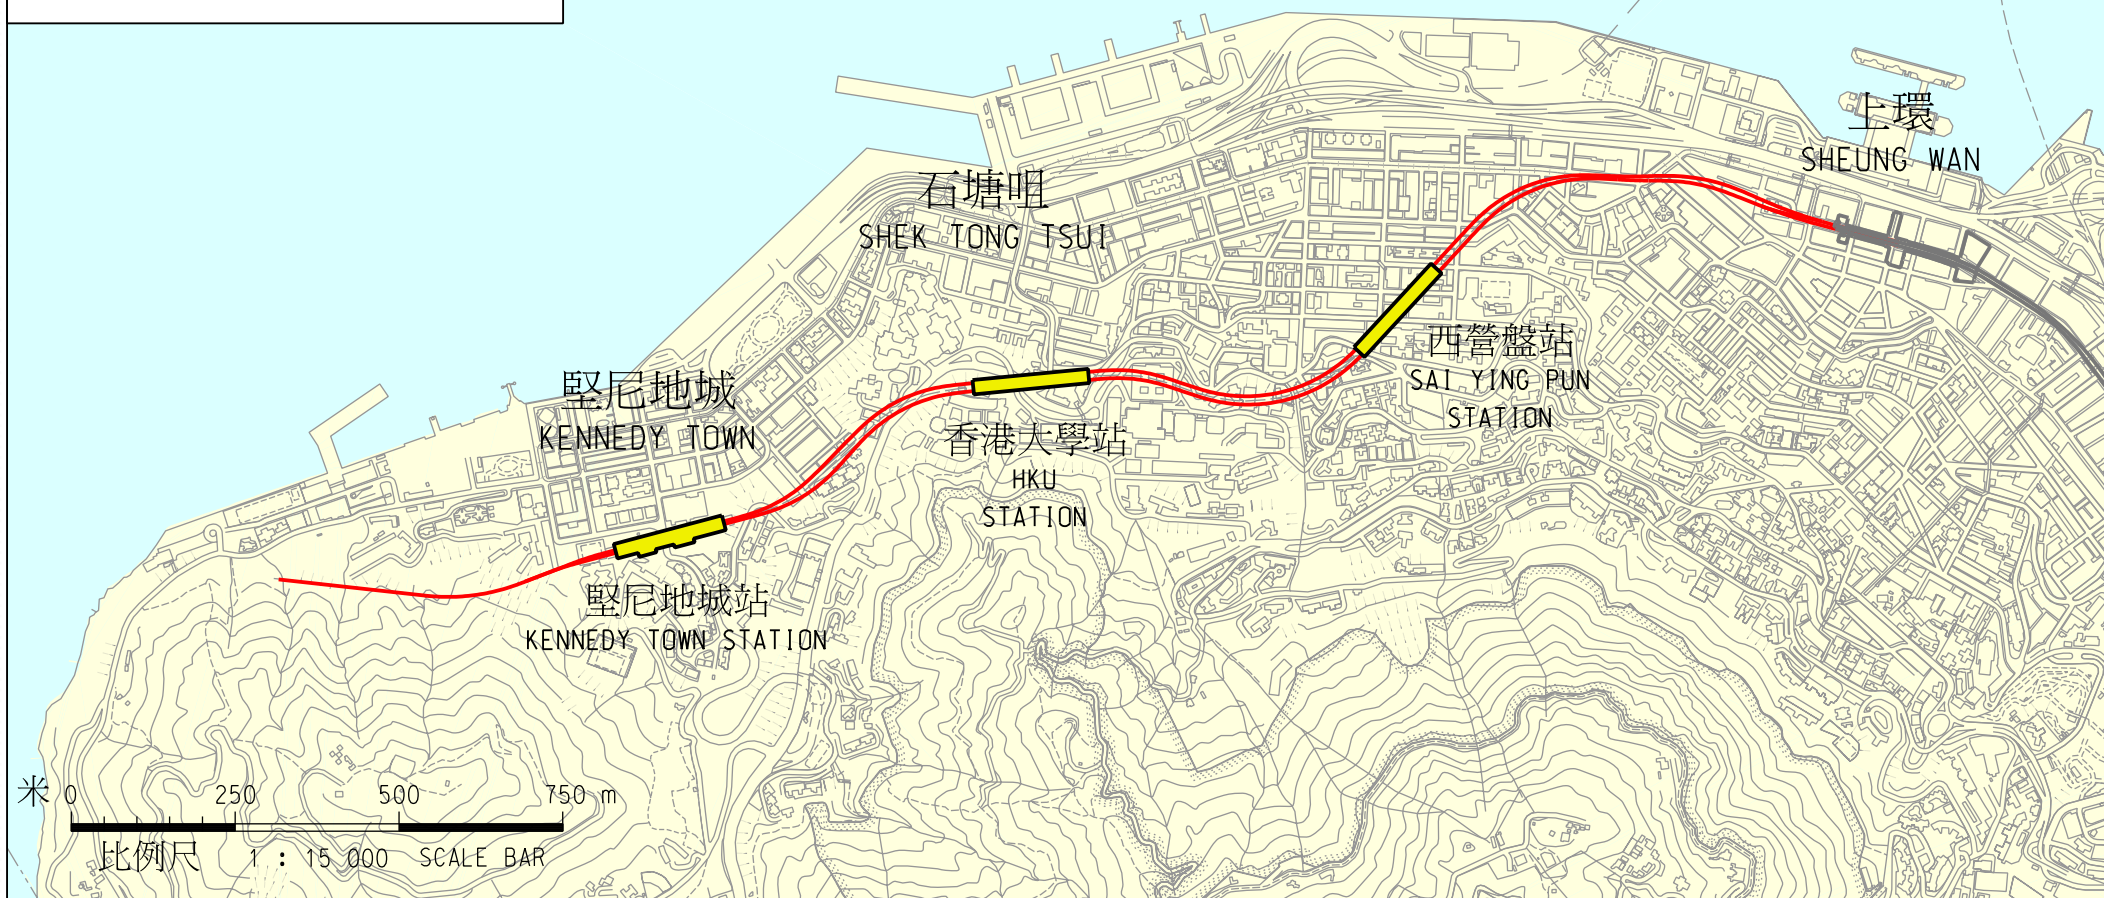 上環
SHEUNG WAN
石塘咀
SHEK TONG TSUI
西營盤站
SAI YING PUN
STATION
堅尼地城
KENNEDY TOWN
香港大學站
HKU
STATION
堅尼地城站
KENNEDY TOWN STATION
米 0 250 500 750 m
比例尺 1 : 15 000 SCALE BAR